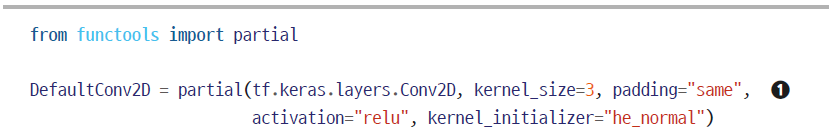 from functools import partial
DefaultConv2D = partial(tf.keras.layers.Conv2D, kernel_size=3, padding="same", ❶
activation="relu", kernel_initializer="he_normal")